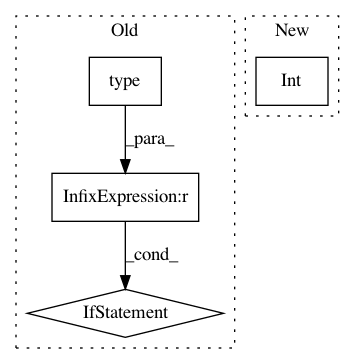 Old
New
type
Int
_para_
InfixExpression:r
_cond_
IfStatement